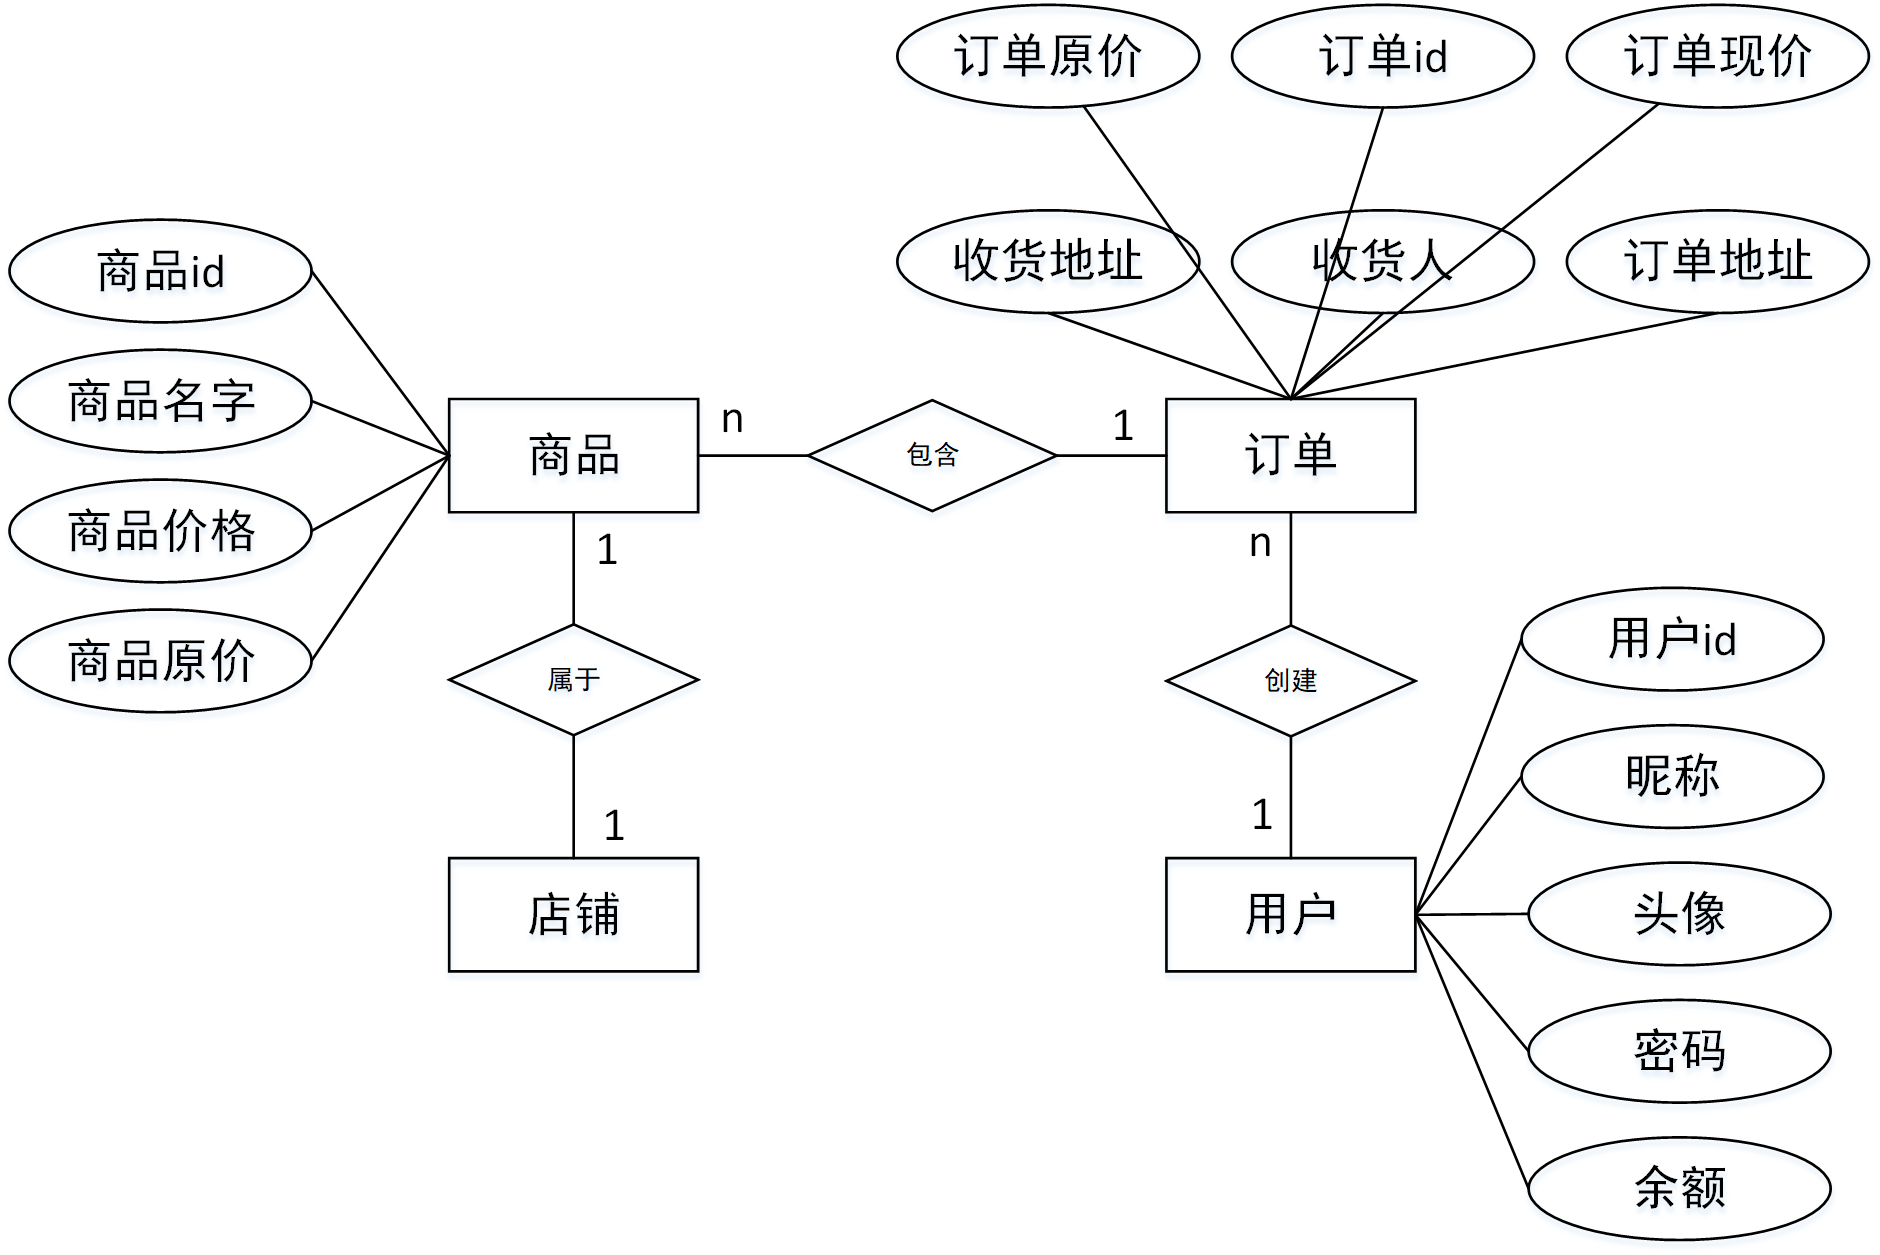 订单原价
订单id
订单现价
收货地址
收货人
订单地址
商品id
商品名字
商品价格
商品原价
商品
n
包含
1
订单
1
属于
1
店铺
n
创建
1
用户
用户id
昵称
头像
密码
余额